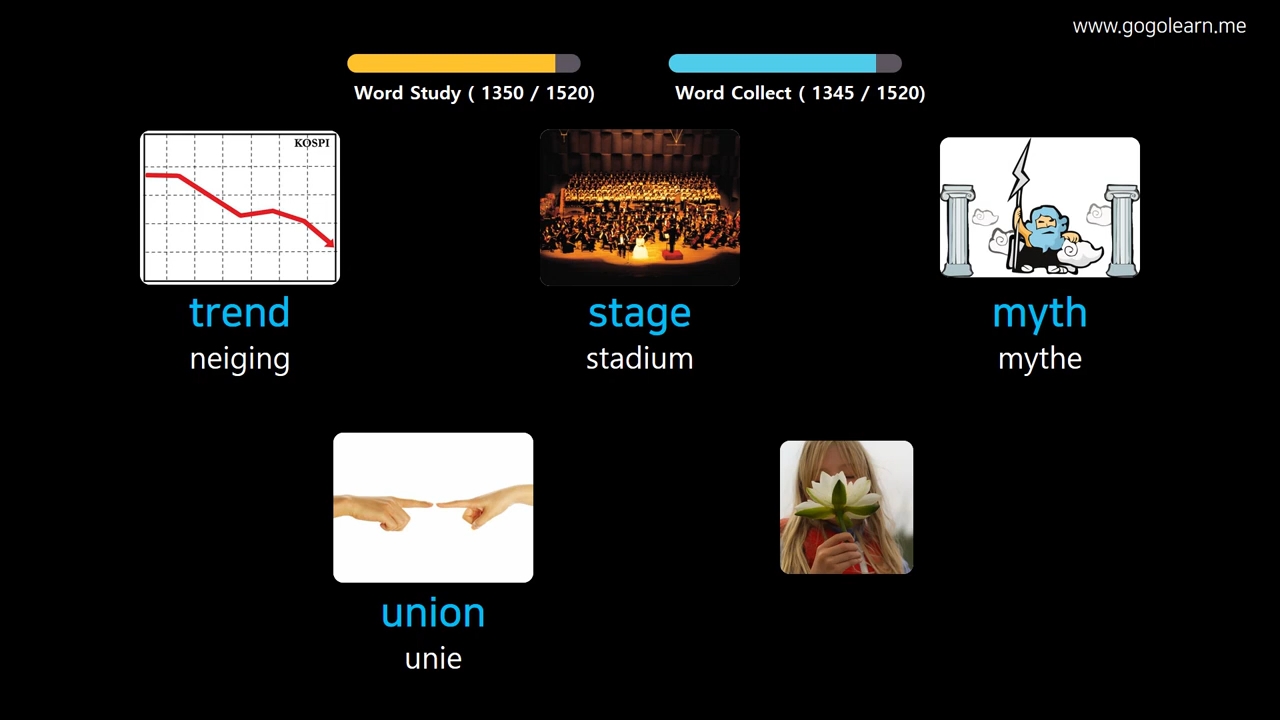 www.gogolearn.me
Word Study ( 1350 / 1520)
Word Collect ( 1345 / 1520)
KOSPI
trend
neiging
stage
stadium
myth
mythe
union
unie